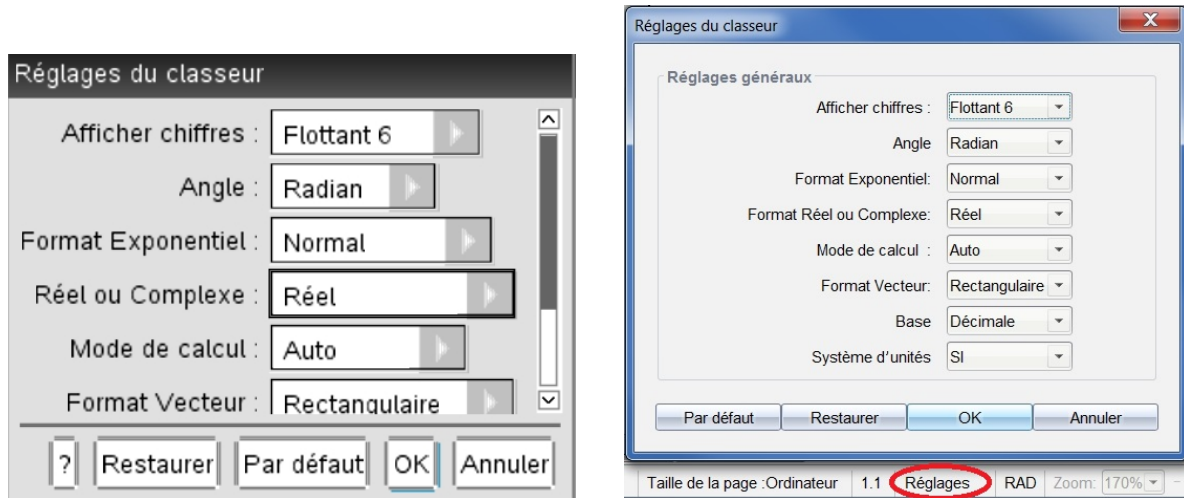 Réglages du classeur
Afficher chiffres : Flottant 6
Angle : Radian
Format Exponentiel : Normal
Réel ou Complexe : Réel
Mode de calcul : Auto
Format Vecteur : Rectangulaire
? Restaurer Par défaut OK Annuler
Réglages du classeur
Réglages généraux
Afficher chiffres : Flottant 6
Angle Radian
Format Exponentiel: Normal
Format Réel ou Complexe: Réel
Mode de calcul : Auto
Format Vecteur: Rectangulaire
Base Décimale
Système d'unités SI
Par défaut Restaurer OK Annuler
Taille de la page :Ordinateur 1.1 Réglages RAD Zoom: 170%